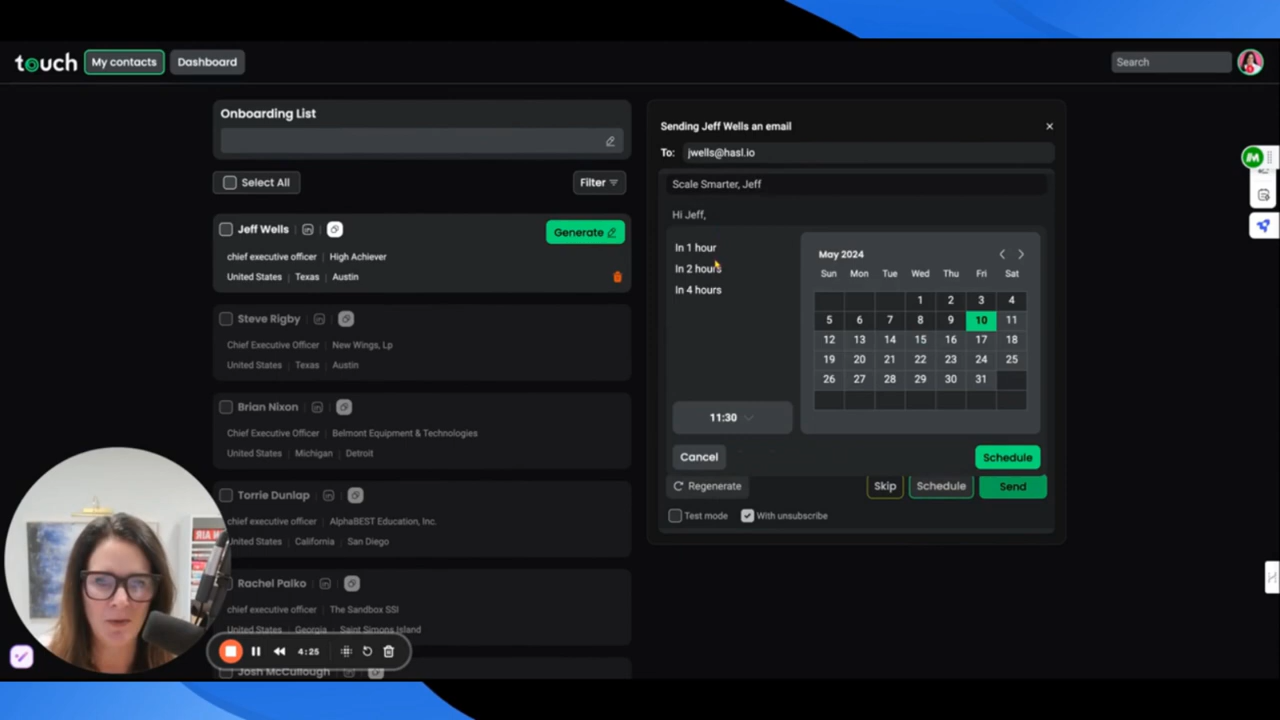 touch My contacts Dashboard Search
Onboarding List
Select All Filter
Jeff Wells Generate
chief executive officer | High Achiever
United States | Texas | Austin
Steve Rigby
Chief Executive Officer | New Wings, Lp
United States | Texas | Austin
Brian Nixon
Chief Executive Officer | Belmont Equipment & Technologies
United States | Michigan | Detroit
Torrie Dunlap
chief executive officer | AlphaBEST Education, Inc.
United States | California | San Diego
Rachel Palko
chief executive officer | The Sandbox SSI
United States | Georgia | Saint Simons Island
Josh McCullough
4:25
Sending Jeff Wells an email
To: jwells@hasl.io
Scale Smarter, Jeff
Hi Jeff,
In 1 hour
In 2 hours
In 4 hours
May 2024
Sun Mon Tue Wed Thu Fri Sat
1 2 3 4
5 6 7 8 9 10 11
12 13 14 15 16 17 18
19 20 21 22 23 24 25
26 27 28 29 30 31
11:30
Cancel Schedule
Regenerate Skip Schedule Send
Test mode With unsubscribe